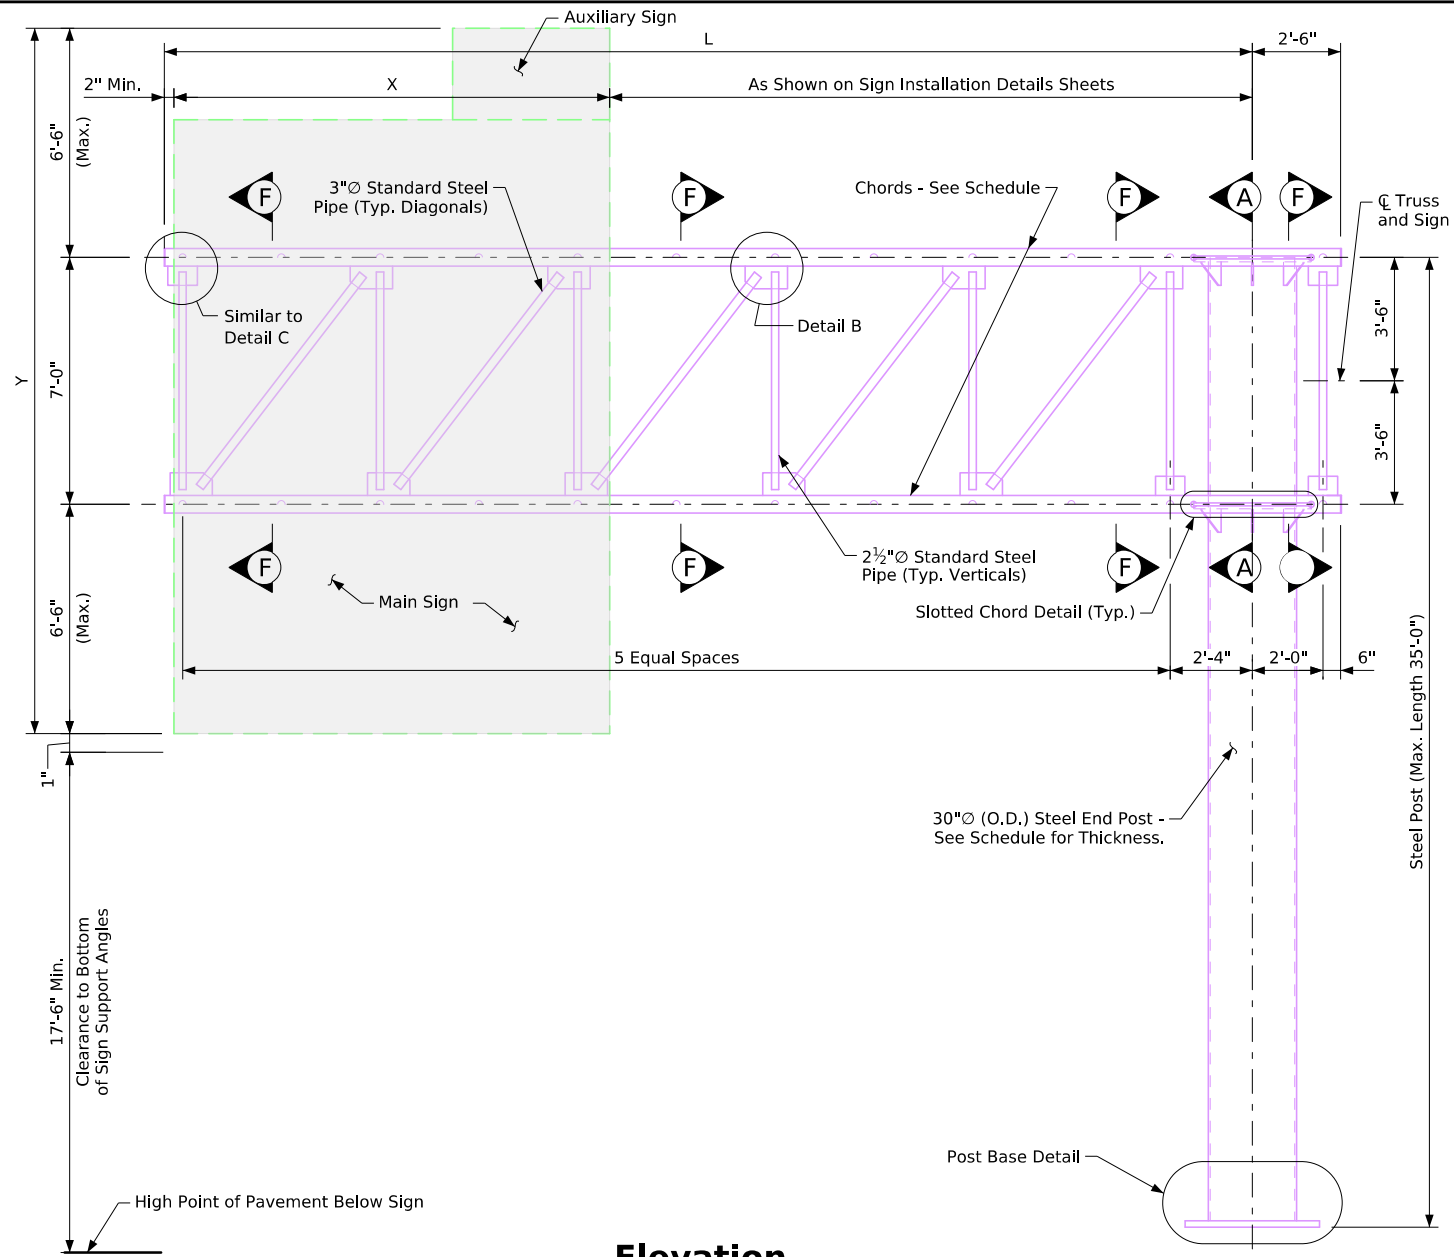 Auxiliary Sign
L
2'-6"
2" Min.
X
As Shown on Sign Installation Details Sheets
6'-6"
(Max.)
F
3"Ø Standard Steel
Pipe (Typ. Diagonals)
F
Chords - See Schedule
F
A
F
℄ Truss
and Sign
Similar to
Detail C
Detail B
3'-6"
Y
7'-0"
3'-6"
F
F
2½"Ø Standard Steel
Pipe (Typ. Verticals)
F
A
Main Sign
Slotted Chord Detail (Typ.)
6'-6"
(Max.)
5 Equal Spaces
2'-4"
2'-0"
6"
1"
Steel Post (Max. Length 35'-0")
30"Ø (O.D.) Steel End Post -
See Schedule for Thickness.
17'-6" Min.
Clearance to Bottom
of Sign Support Angles
Post Base Detail
High Point of Pavement Below Sign
Elevation